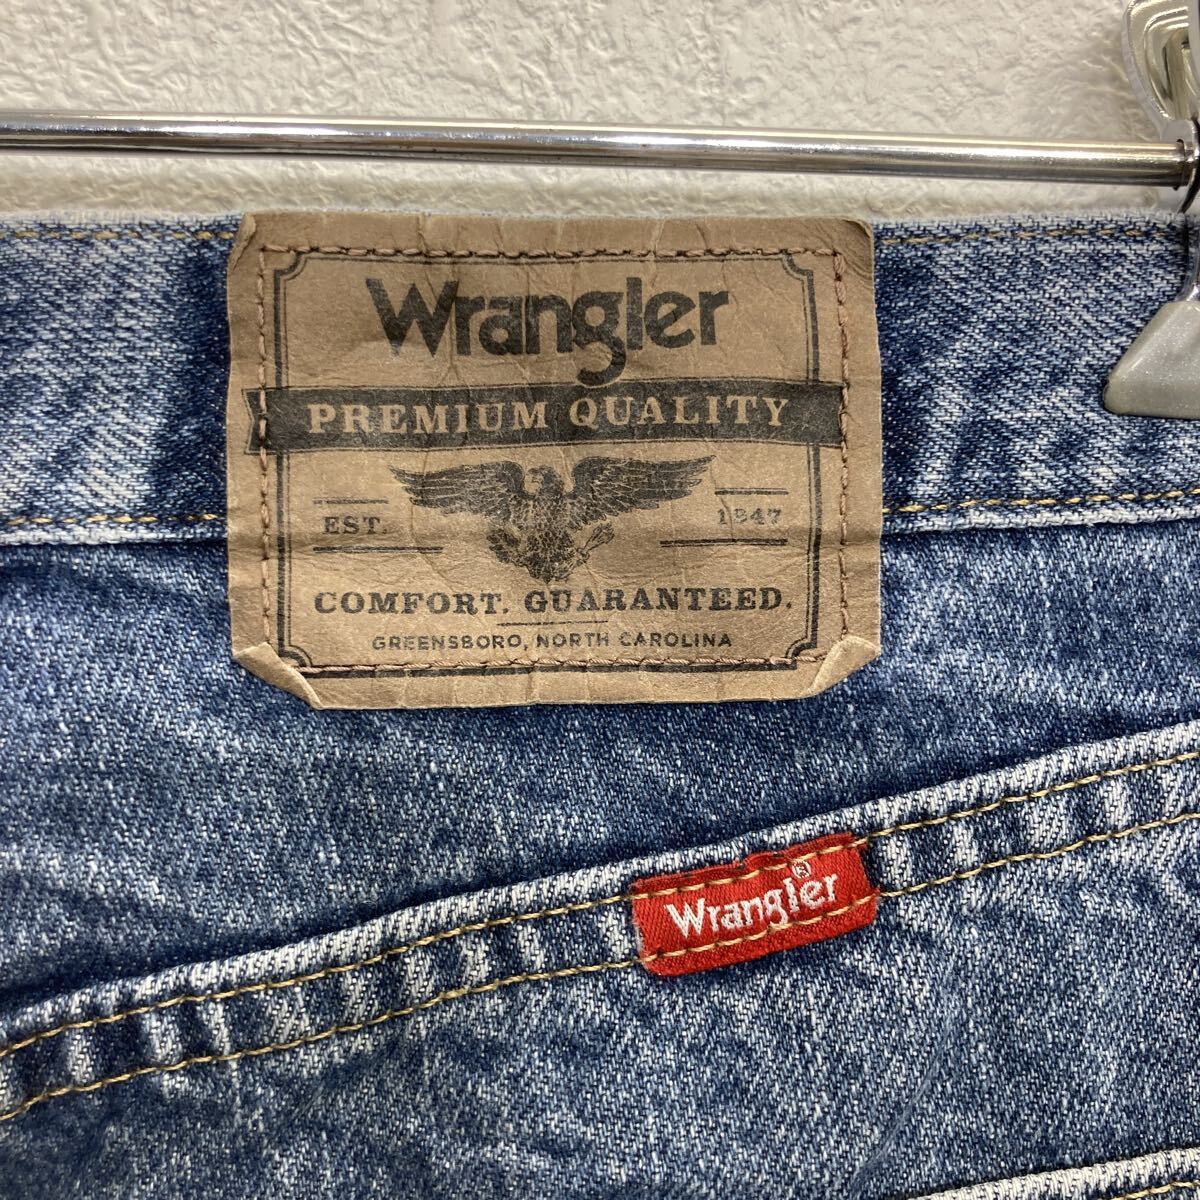 Wrangler
PREMIUM QUALITY
EST. 1947
COMFORT. GUARANTEED.
GREENSBORO, NORTH CAROLINA
Wrangler®